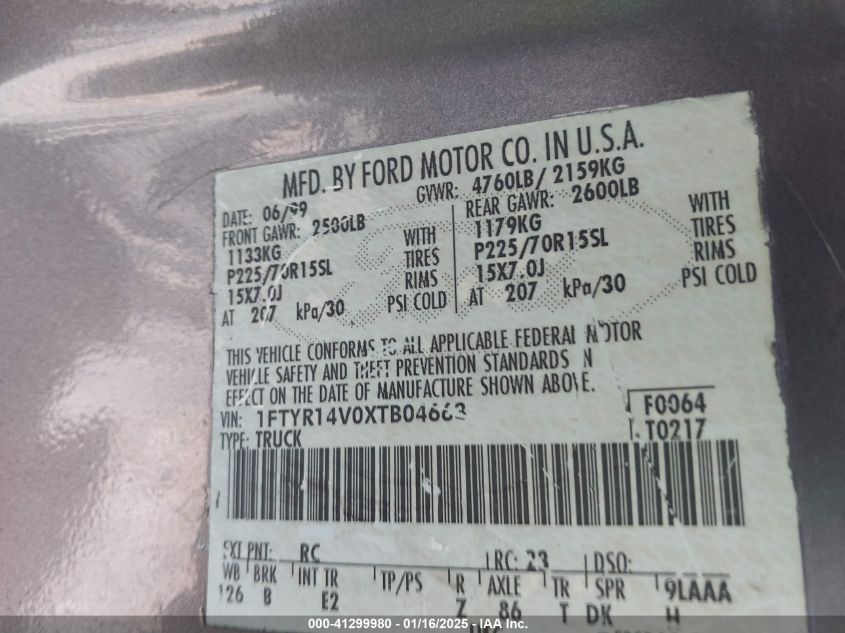 MFD. BY FORD MOTOR CO. IN U.S.A.
DATE: 06/99 GVWR: 4760LB/ 2159KG
FRONT GAWR: 2500LB REAR GAWR: 2600LB
1133KG WITH 1179KG WITH
P225/70R15SL TIRES P225/70R15SL TIRES
15X7.0J RIMS 15X7.0J RIMS
AT 207 kPa/30 PSI COLD AT 207 kPa/30 PSI COLD
THIS VEHICLE CONFORMS TO ALL APPLICABLE FEDERAL MOTOR
VEHICLE SAFETY AND THEFT PREVENTION STANDARDS IN
EFFECT ON THE DATE OF MANUFACTURE SHOWN ABOVE.
VIN: 1FTYR14V0XTB04663 F0064
TYPE: TRUCK T0217
EXT PNT: RC RC: 23 DSO:
WB BRK INT TR TP/PS R AXLE TR SPR 9LAAA
126 B E2 Z 86 T DK H
000-41299980 - 01/16/2025 - IAAI Inc.